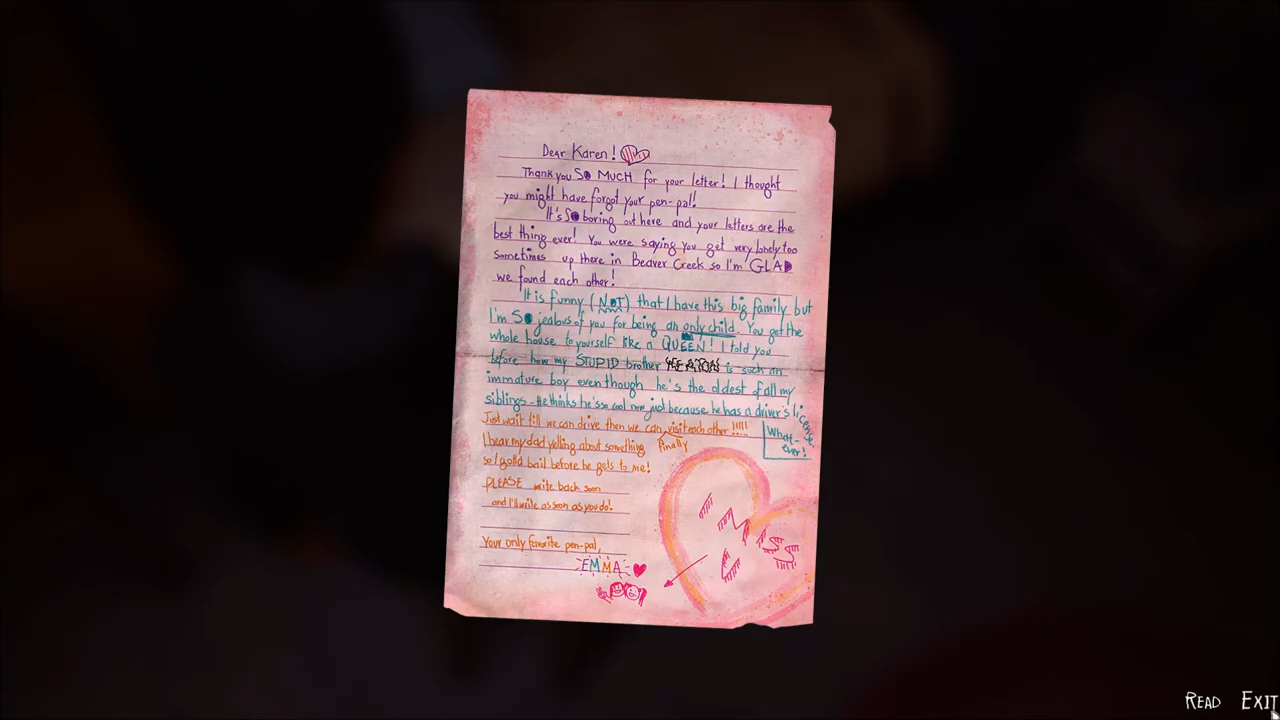 Dear Karen!
Thank you SO MUCH for your letter! I thought
you might have forgot your pen-pal!
It's SO boring out here and your letters are the
best thing ever! You were saying you get very lonely too
sometimes up there in Beaver Creek so I'm GLAD
we found each other!
It is funny (NOT) that I have this big family but
I'm SO jealous of you for being an only child. You get the
whole house to yourself like a QUEEN! I told you
before how my STUPID brother is such an
immature boy even though he's the oldest of all my
siblings. He thinks he's so cool now just because he has a driver's license.
What-
ever!
Just wait till we can drive then we can visit each other!!!!!
finally
I hear my dad yelling about something
so I gotta bail before he gets to me!
PLEASE write back soon
and I'll write as soon as you do!
Your only favorite pen-pal,
EMMA
READ EXIT